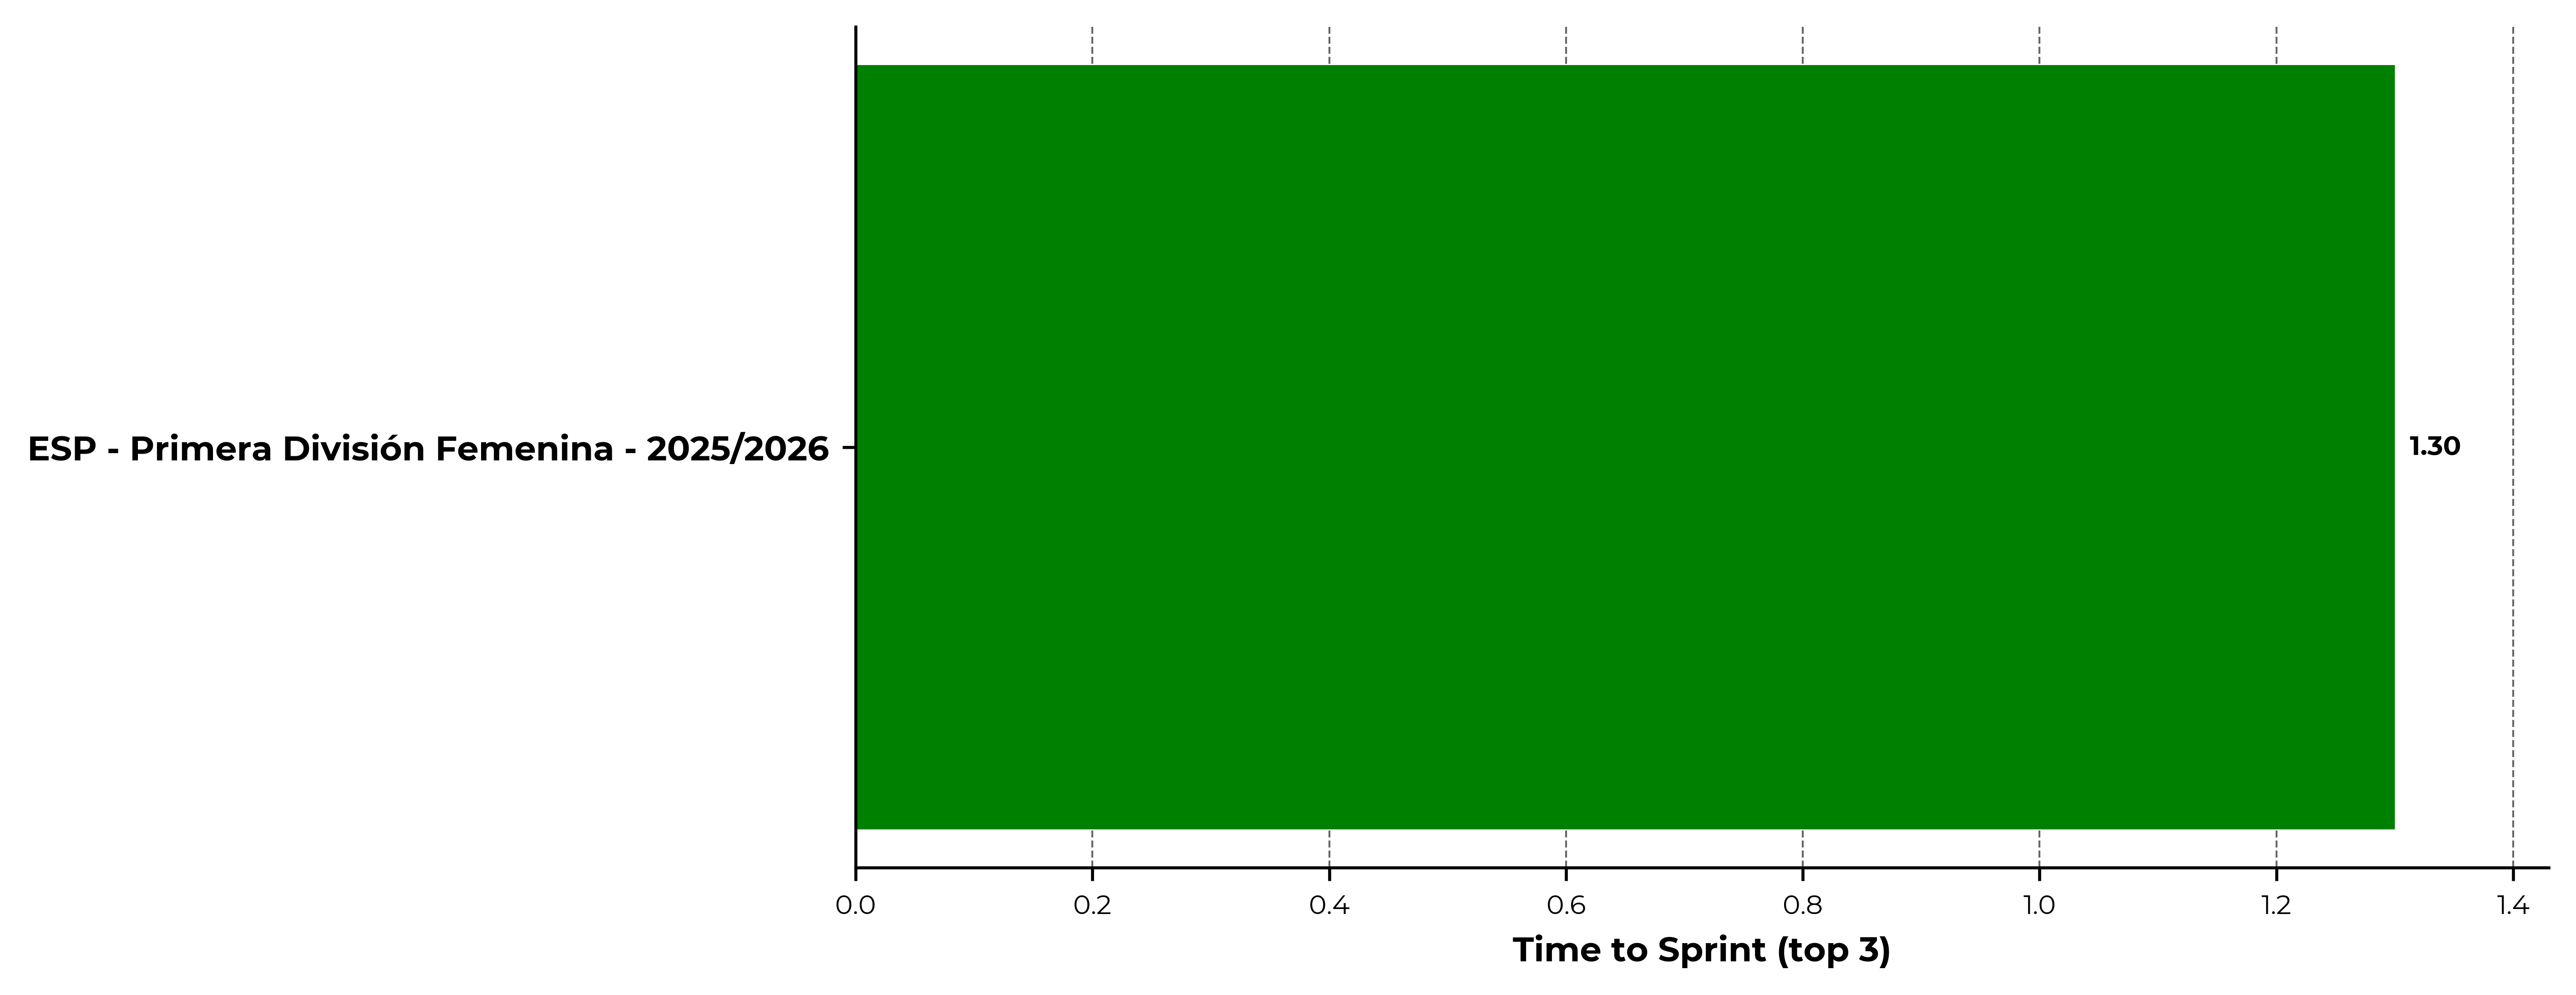 ESP - Primera División Femenina - 2025/2026
1.30
0.0 0.2 0.4 0.6 0.8 1.0 1.2 1.4
Time to Sprint (top 3)